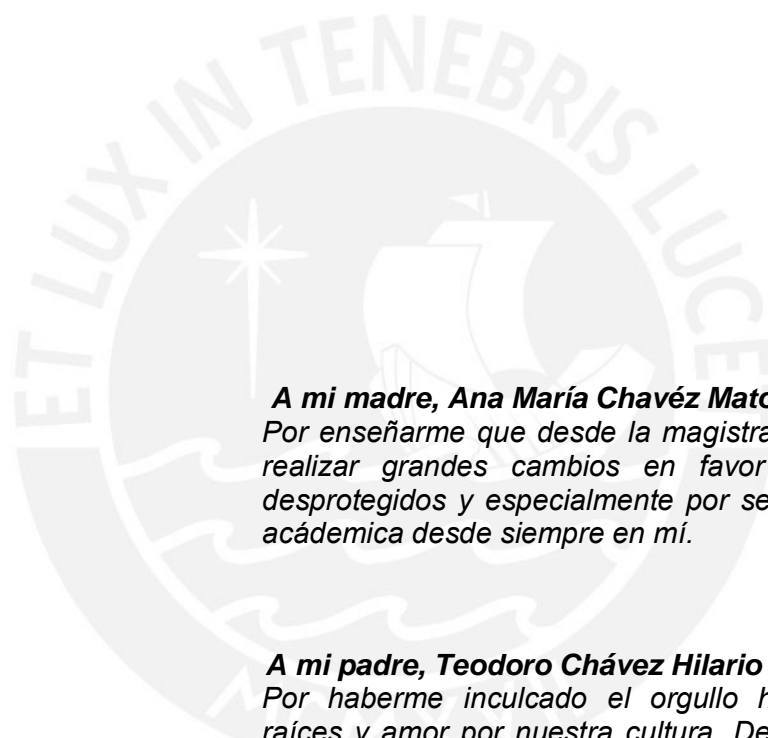 ET LUX IN TENEBRIS LUCET
A mi madre, Ana María Chavéz Mato
Por enseñarme que desde la magistra
realizar grandes cambios en favor
desprotegidos y especialmente por se
acádemica desde siempre en mí.
A mi padre, Teodoro Chávez Hilario
Por haberme inculcado el orgullo h
raíces y amor por nuestra cultura. De